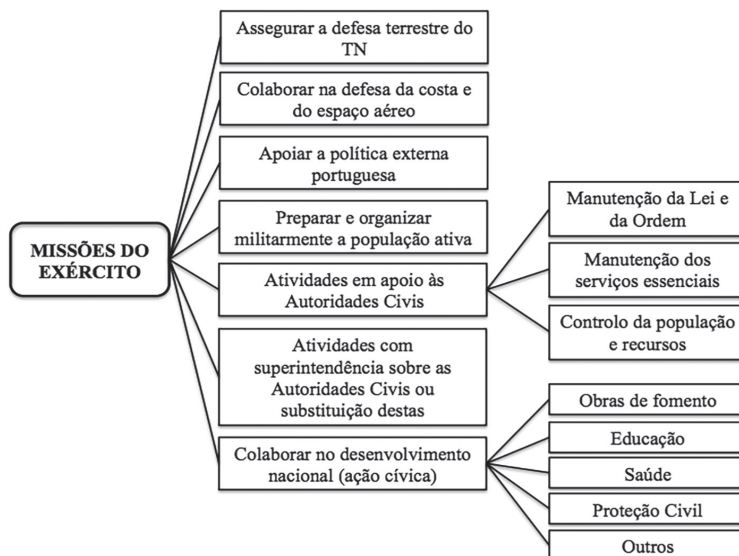 MISSÕES DO
EXÉRCITO
Assegurar a defesa terrestre do
TN
Colaborar na defesa da costa e
do espaço aéreo
Apoiar a política externa
portuguesa
Preparar e organizar
militarmente a população ativa
Atividades em apoio às
Autoridades Civis
Manutenção da Lei e
da Ordem
Manutenção dos
serviços essenciais
Controlo da população
e recursos
Atividades com
superintendência sobre as
Autoridades Civis ou
substituição destas
Colaborar no desenvolvimento
nacional (ação cívica)
Obras de fomento
Educação
Saúde
Proteção Civil
Outros